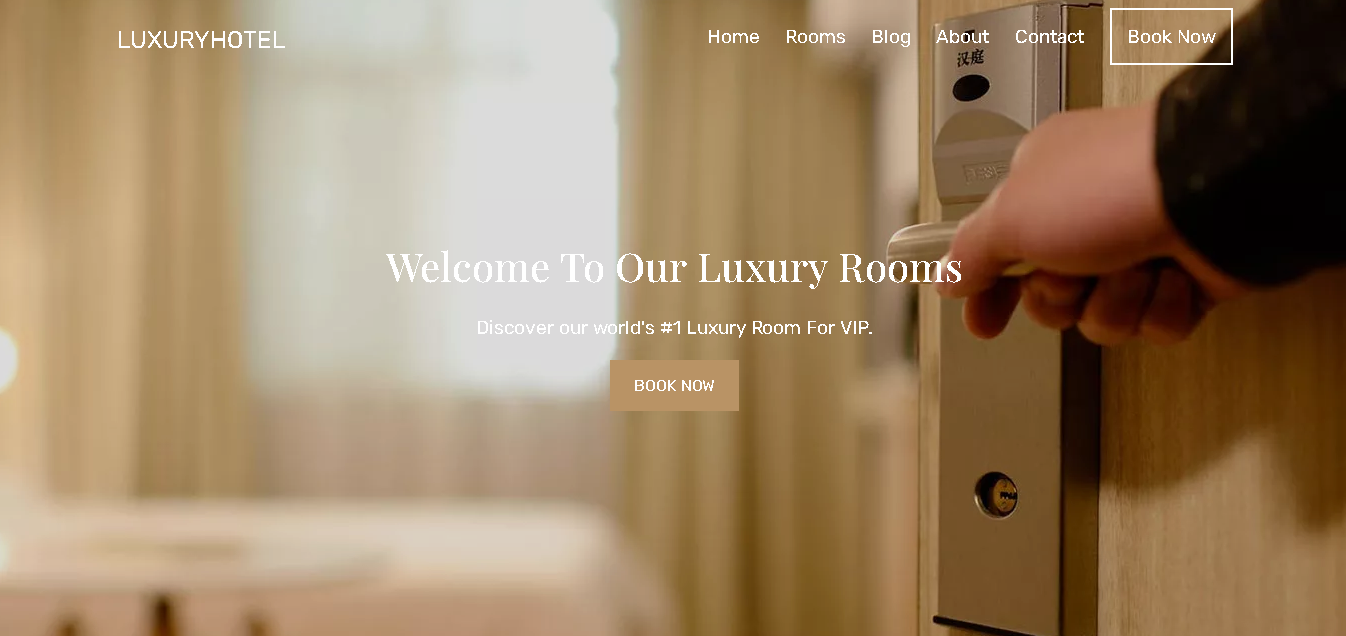 LUXURYHOTEL
Home Rooms Blog About Contact Book Now
汉庭
Welcome To Our Luxury Rooms
Discover our world's #1 Luxury Room For VIP.
BOOK NOW